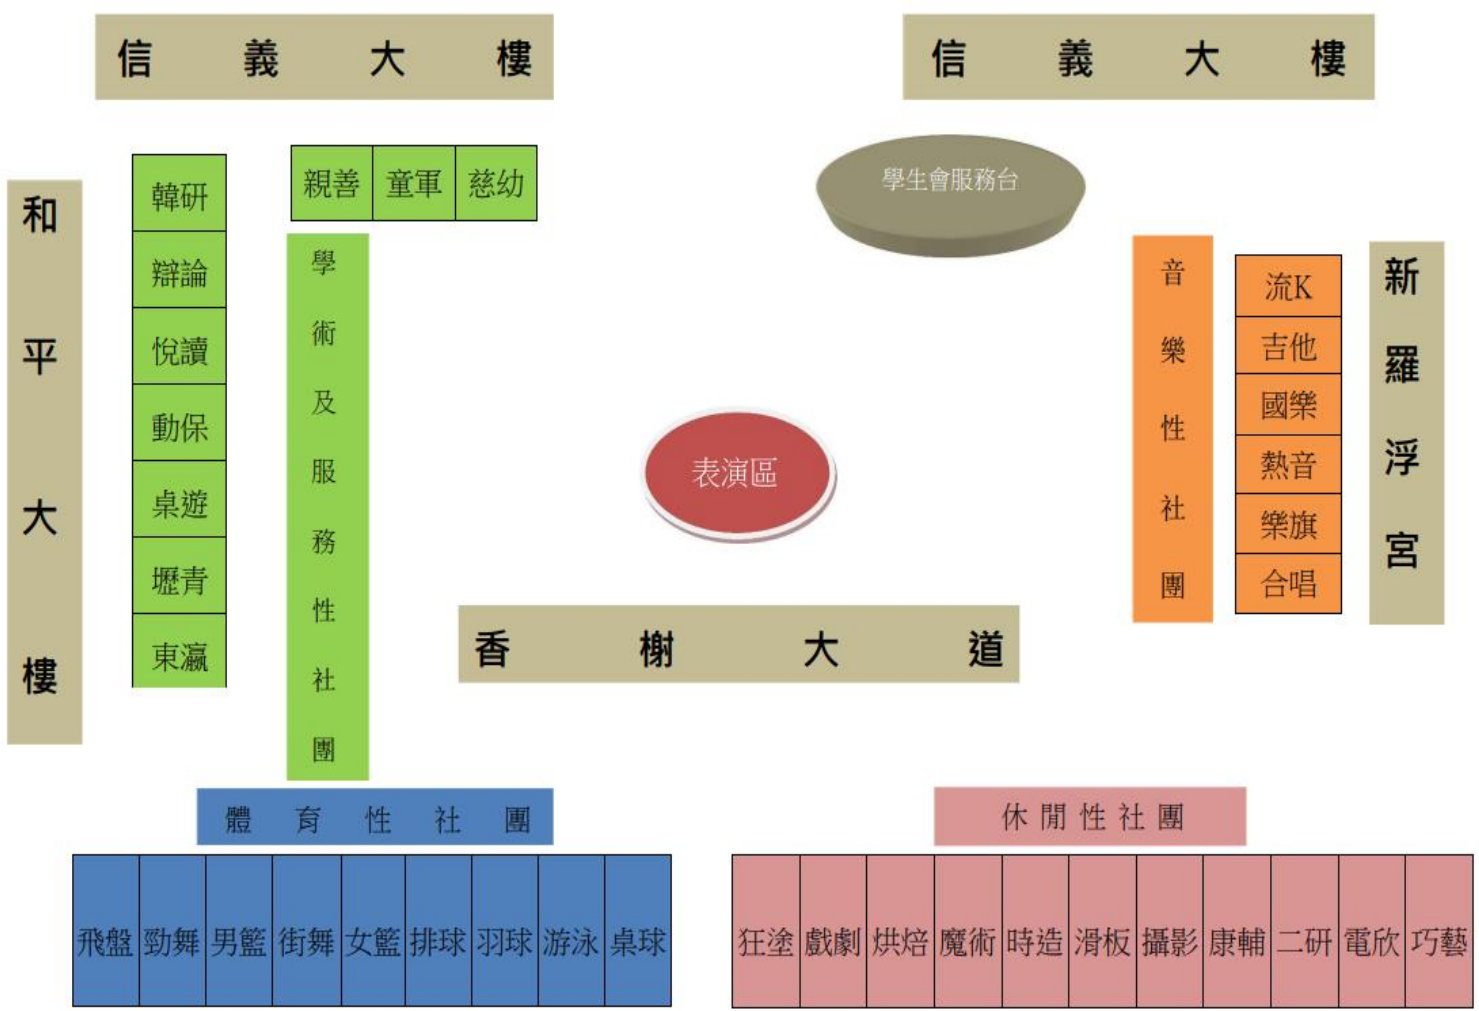 信義大樓
信義大樓
學生會服務台
和平大樓
韓研
辯論
悅讀
動保
桌遊
壢青
東瀛
親善
童軍
慈幼
學術及服務性社團
表演區
音樂性社團
流K
吉他
國樂
熱音
樂旗
合唱
新羅浮宮
香榭大道
體育性社團
飛盤
勁舞
男籃
街舞
女籃
排球
羽球
游泳
桌球
休閒性社團
狂塗
戲劇
烘焙
魔術
時造
滑板
攝影
康輔
二研
電欣
巧藝